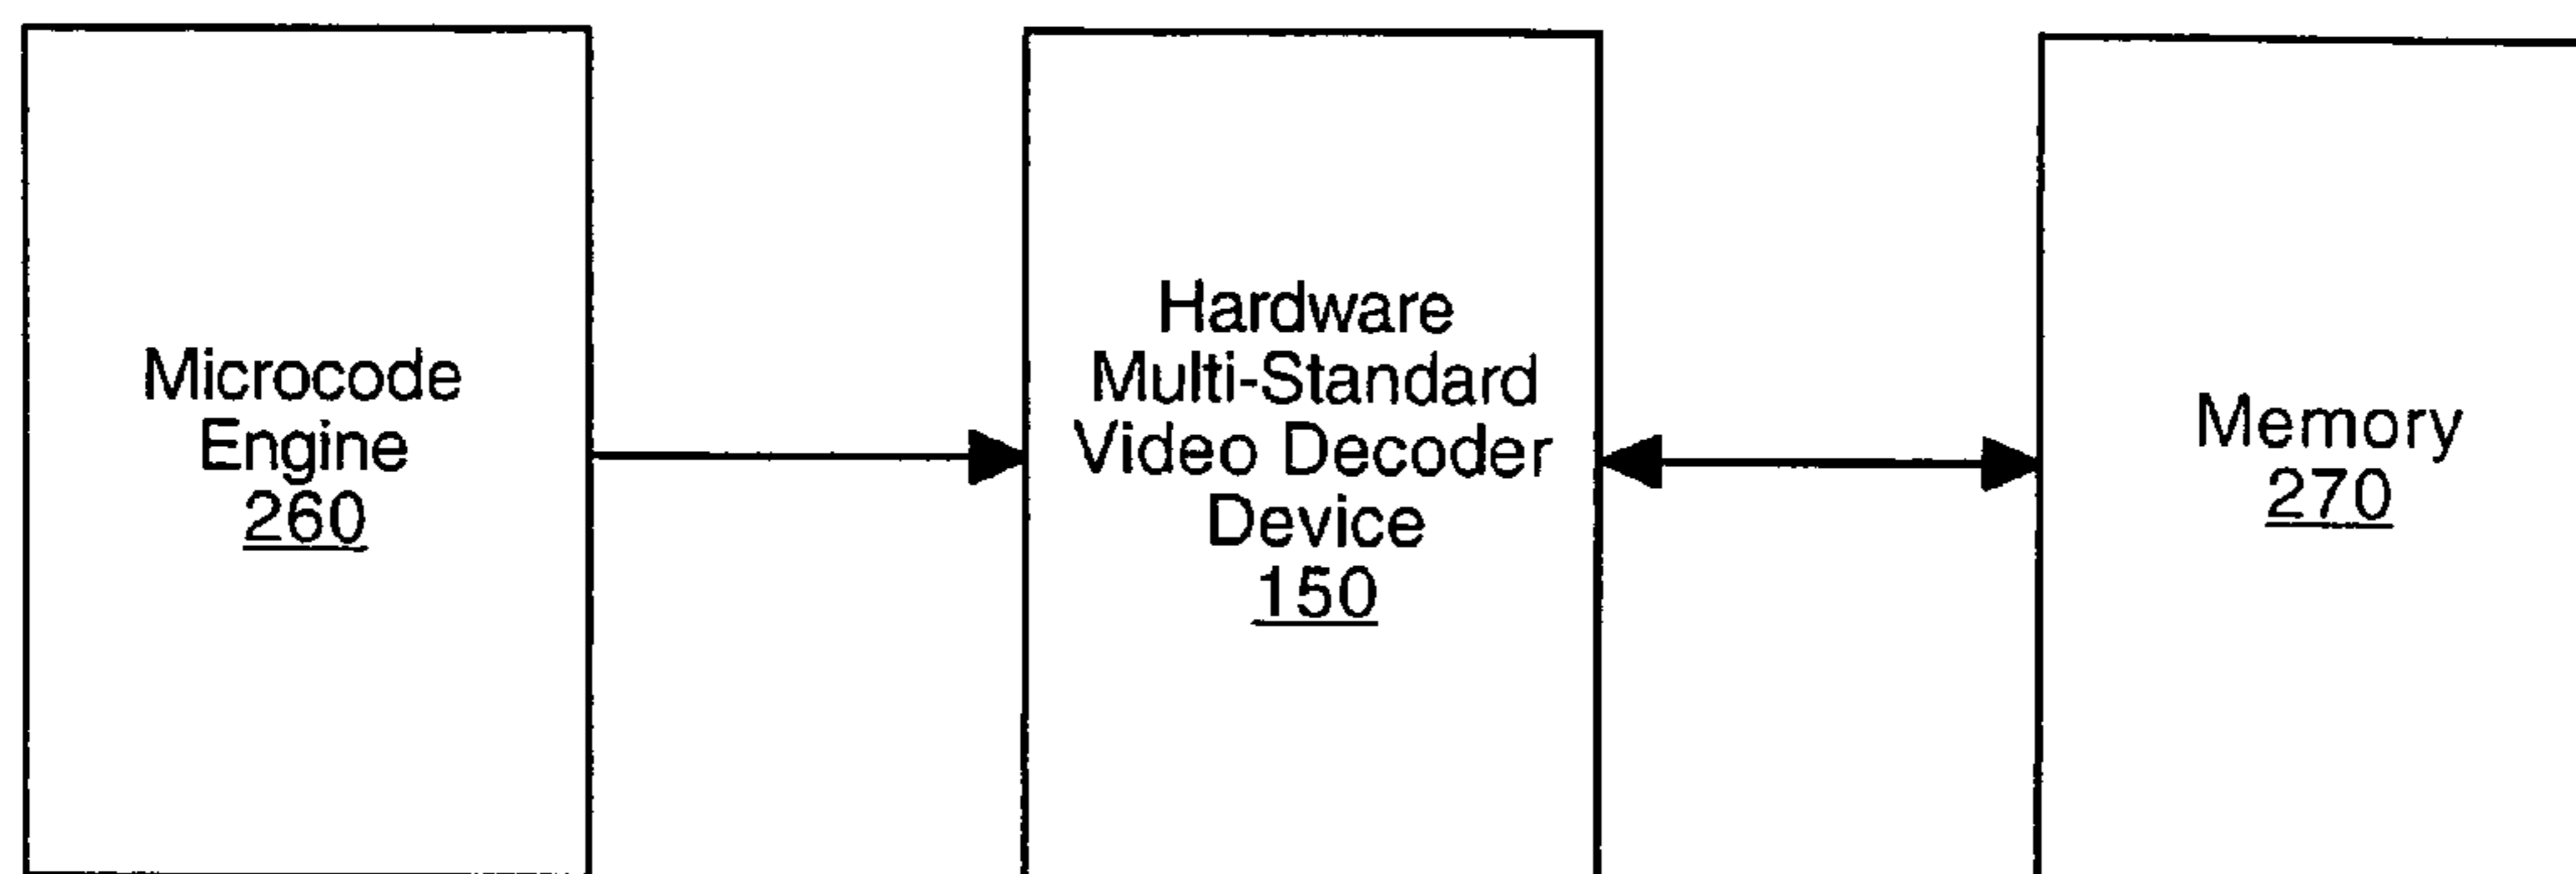 Microcode
Engine
260
Hardware
Multi-Standard
Video Decoder
Device
150
Memory
270